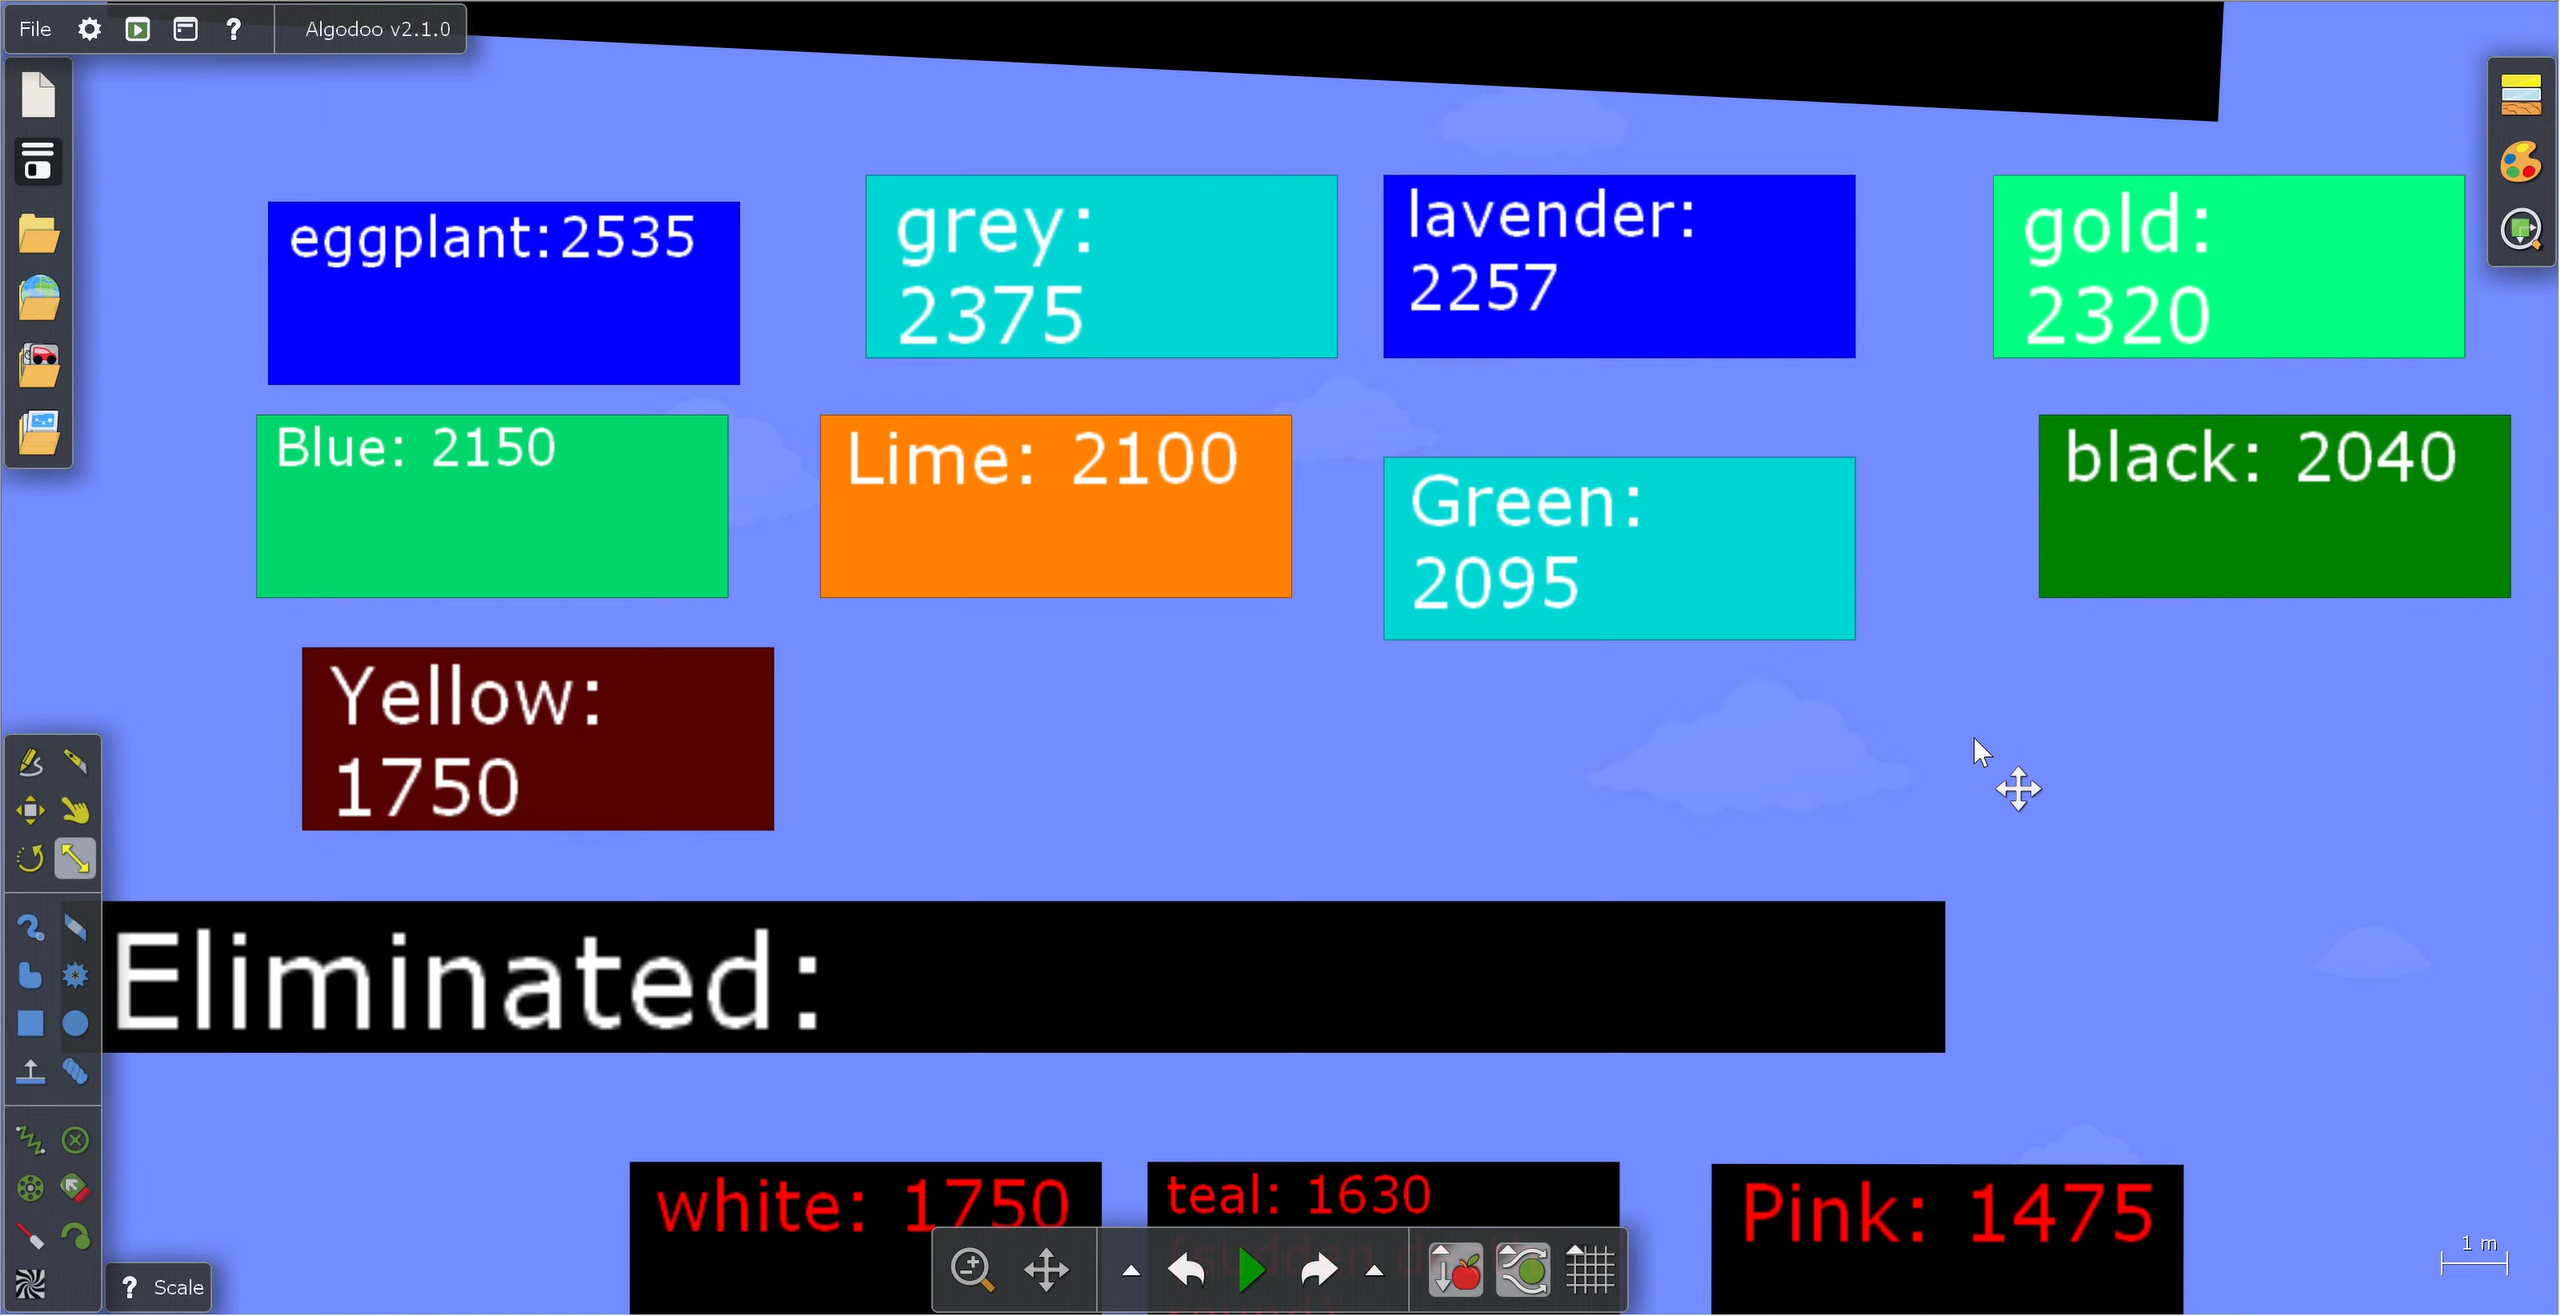 File Algodoo v2.1.0
eggplant:2535
grey:
2375
lavender:
2257
gold:
2320
Blue: 2150
Lime: 2100
Green:
2095
black: 2040
Yellow:
1750
Eliminated:
white: 1750
teal: 1630
Pink: 1475
1 m
? Scale